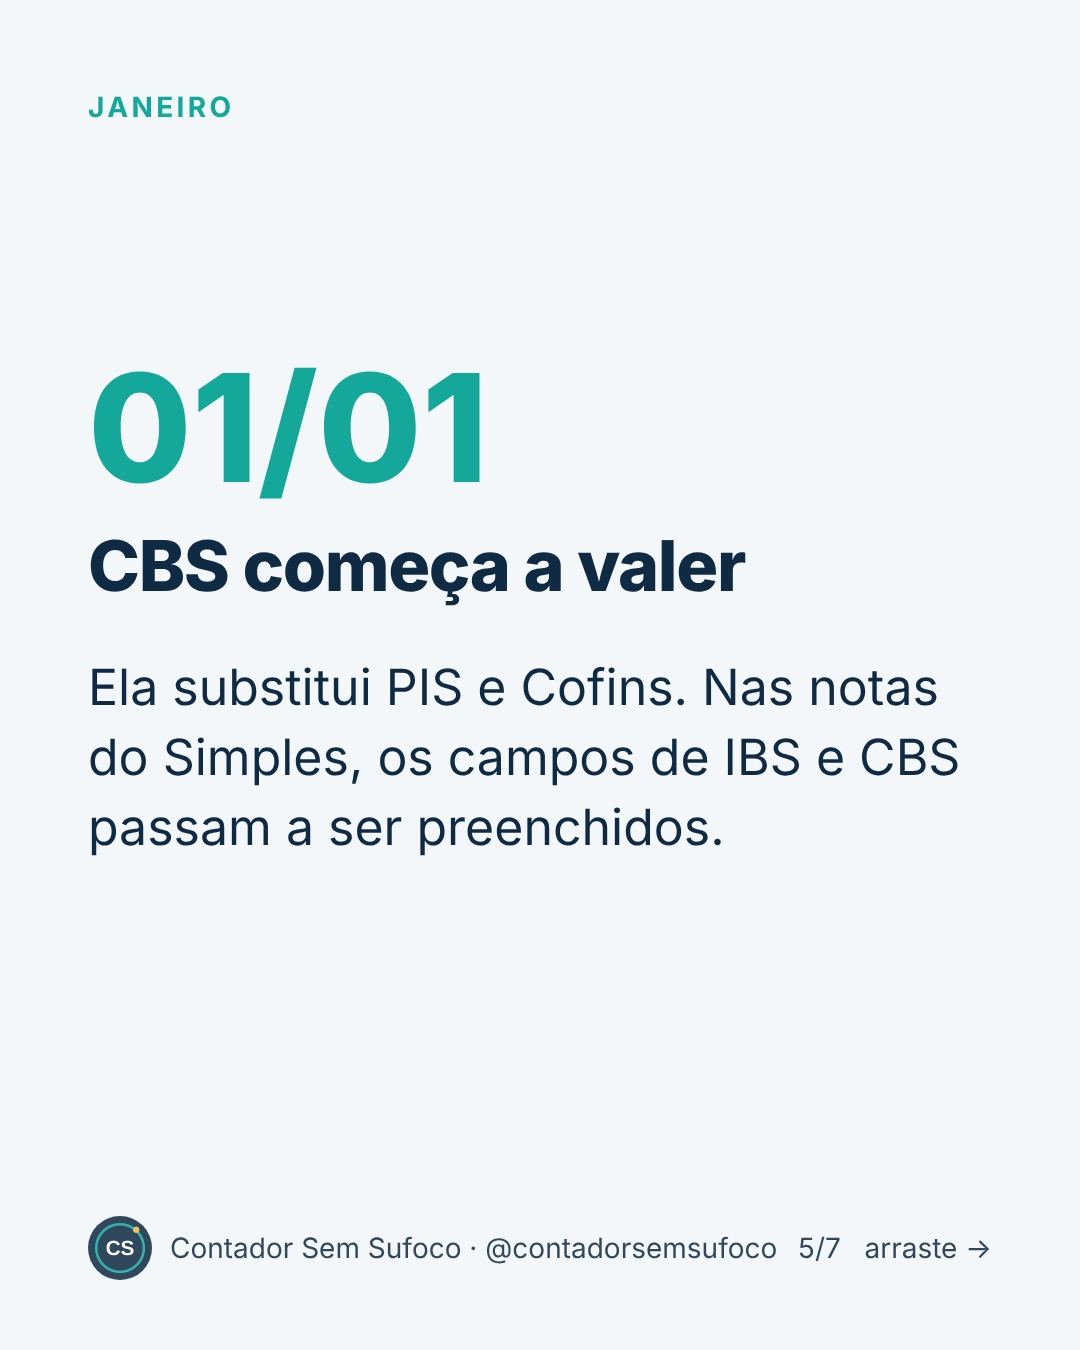 JANEIRO
01/01
CBS começa a valer
Ela substitui PIS e Cofins. Nas notas
do Simples, os campos de IBS e CBS
passam a ser preenchidos.
CS Contador Sem Sufoco · @contadorsemsufoco 5/7 arraste →